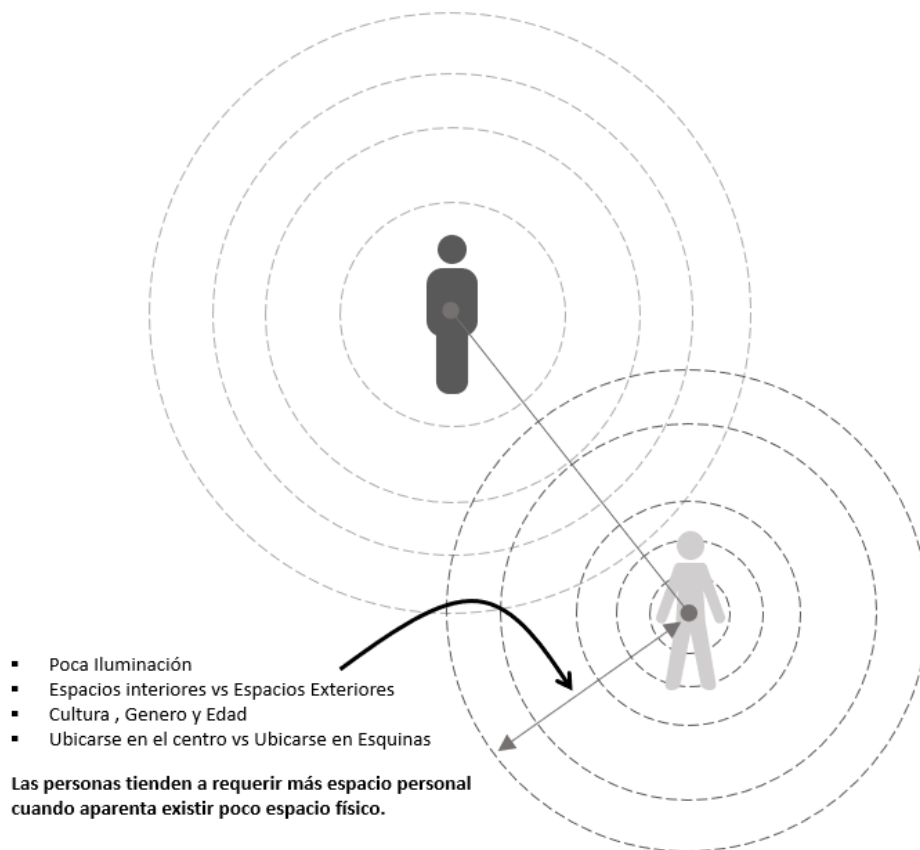 ▪ Poca Iluminación
▪ Espacios interiores vs Espacios Exteriores
▪ Cultura , Genero y Edad
▪ Ubicarse en el centro vs Ubicarse en Esquinas
Las personas tienden a requerir más espacio personal
cuando aparenta existir poco espacio físico.